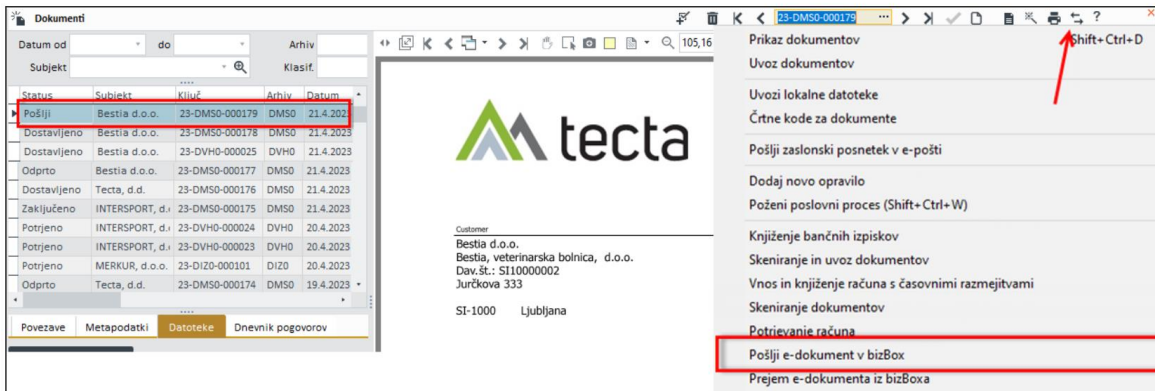 Dokumenti
23-DMS0-000179 ... ?
Datum od do Arhiv
Subjekt Klasif.
105,16
Status Subjekt Ključ Arhiv Datum
Pošlji Bestia d.o.o. 23-DMS0-000179 DMS0 21.4.2023
Dostavljeno Bestia d.o.o. 23-DMS0-000178 DMS0 21.4.2023
Dostavljeno Bestia d.o.o. 23-DVH0-000025 DVH0 21.4.2023
Odprto Bestia d.o.o. 23-DMS0-000177 DMS0 21.4.2023
Dostavljeno Tecta, d.d. 23-DMS0-000176 DMS0 21.4.2023
Zaključeno INTERSPORT, d. 23-DMS0-000175 DMS0 21.4.2023
Potrjeno INTERSPORT, d. 23-DVH0-000024 DVH0 20.4.2023
Potrjeno INTERSPORT, d. 23-DVH0-000023 DVH0 20.4.2023
Potrjeno MERKUR, d.o.o. 23-DIZ0-000101 DIZ0 20.4.2023
Odprto Tecta, d.d. 23-DMS0-000174 DMS0 19.4.2023
Povezave Metapodatki Datoteke Dnevnik pogovorov
tecta
Customer
Bestia d.o.o.
Bestia, veterinarska bolnica, d.o.o.
Dav.št.: SI10000002
Jurčkova 333
SI-1000 Ljubljana
Prikaz dokumentov Shift+Ctrl+D
Uvoz dokumentov
Uvozi lokalne datoteke
Črtne kode za dokumente
Pošlji zaslonski posnetek v e-pošti
Dodaj novo opravilo
Poženi poslovni proces (Shift+Ctrl+W)
Knjiženje bančnih izpiskov
Skeniranje in uvoz dokumentov
Vnos in knjiženje računa s časovnimi razmejitvami
Skeniranje dokumentov
Potrjevanje računa
Pošlji e-dokument v bizBox
Prejem e-dokumenta iz bizBoxa